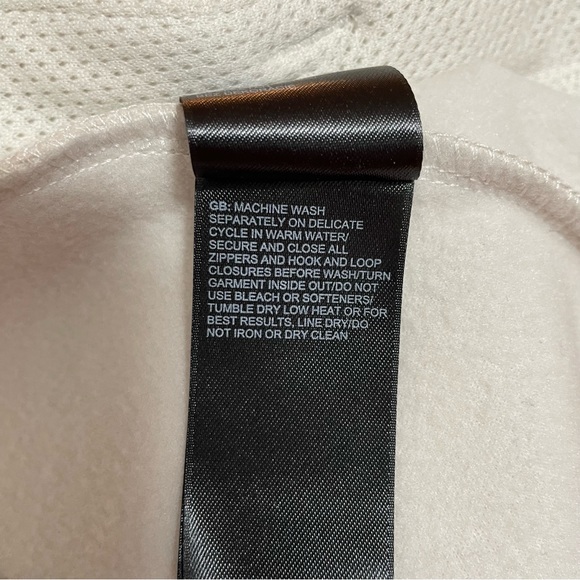 GB: MACHINE WASH
SEPARATELY ON DELICATE
CYCLE IN WARM WATER/
SECURE AND CLOSE ALL
ZIPPERS AND HOOK AND LOOP
CLOSURES BEFORE WASH/TURN
GARMENT INSIDE OUT/DO NOT
USE BLEACH OR SOFTENERS/
TUMBLE DRY LOW HEAT OR FOR
BEST RESULTS, LINE DRY/DO
NOT IRON OR DRY CLEAN